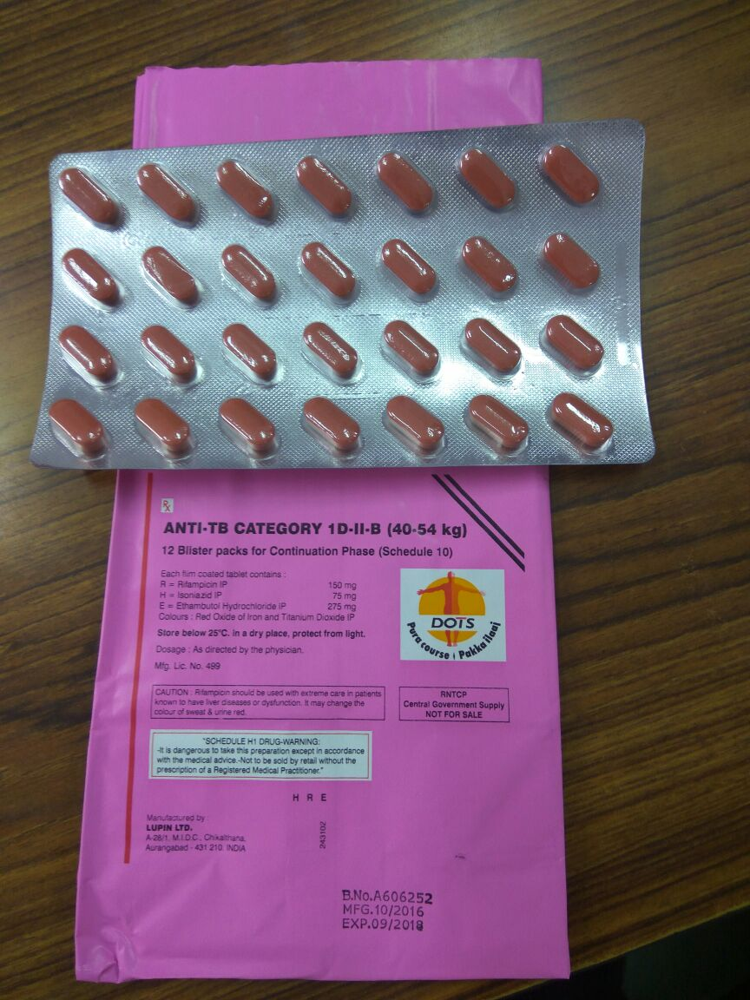 Rx
ANTI-TB CATEGORY 1D-II-B (40-54 kg)
12 Blister packs for Continuation Phase (Schedule 10)
Each film coated tablet contains :
R = Rifampicin IP 150 mg
H = Isoniazid IP 75 mg
E = Ethambutol Hydrochloride IP 275 mg
Colours : Red Oxide of Iron and Titanium Dioxide IP
Store below 25°C. in a dry place, protect from light.
Dosage : As directed by the physician.
Mfg. Lic. No. 499
DOTS
Pura course | Pakka ilaaj
CAUTION : Rifampicin should be used with extreme care in patients
known to have liver diseases or dysfunction. It may change the
colour of sweat & urine red.
RNTCP
Central Government Supply
NOT FOR SALE
"SCHEDULE H1 DRUG-WARNING:
-It is dangerous to take this preparation except in accordance
with the medical advice.-Not to be sold by retail without the
prescription of a Registered Medical Practitioner."
H R E
Manufactured by :
LUPIN LTD.
A-28/1, M.I.D.C., Chikalthana,
Aurangabad - 431 210. INDIA
243102
B.No.A606252
MFG.10/2016
EXP.09/2018